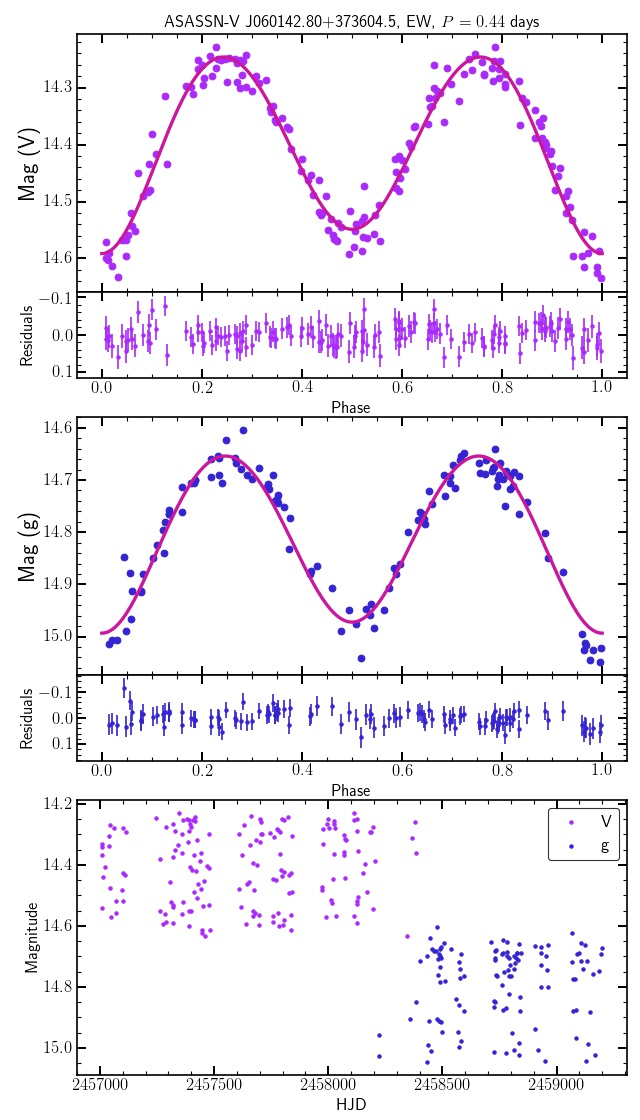 ASASSN-V J060142.80+373604.5, EW, P = 0.44 days
14.3
14.4
14.5
14.6
Mag (V)
−0.1
0.0
0.1
Residuals
0.0 0.2 0.4 0.6 0.8 1.0
Phase
14.6
14.7
14.8
14.9
15.0
Mag (g)
−0.1
0.0
0.1
Residuals
0.0 0.2 0.4 0.6 0.8 1.0
Phase
14.2
14.4
14.6
14.8
15.0
Magnitude
V
g
2457000 2457500 2458000 2458500 2459000
HJD